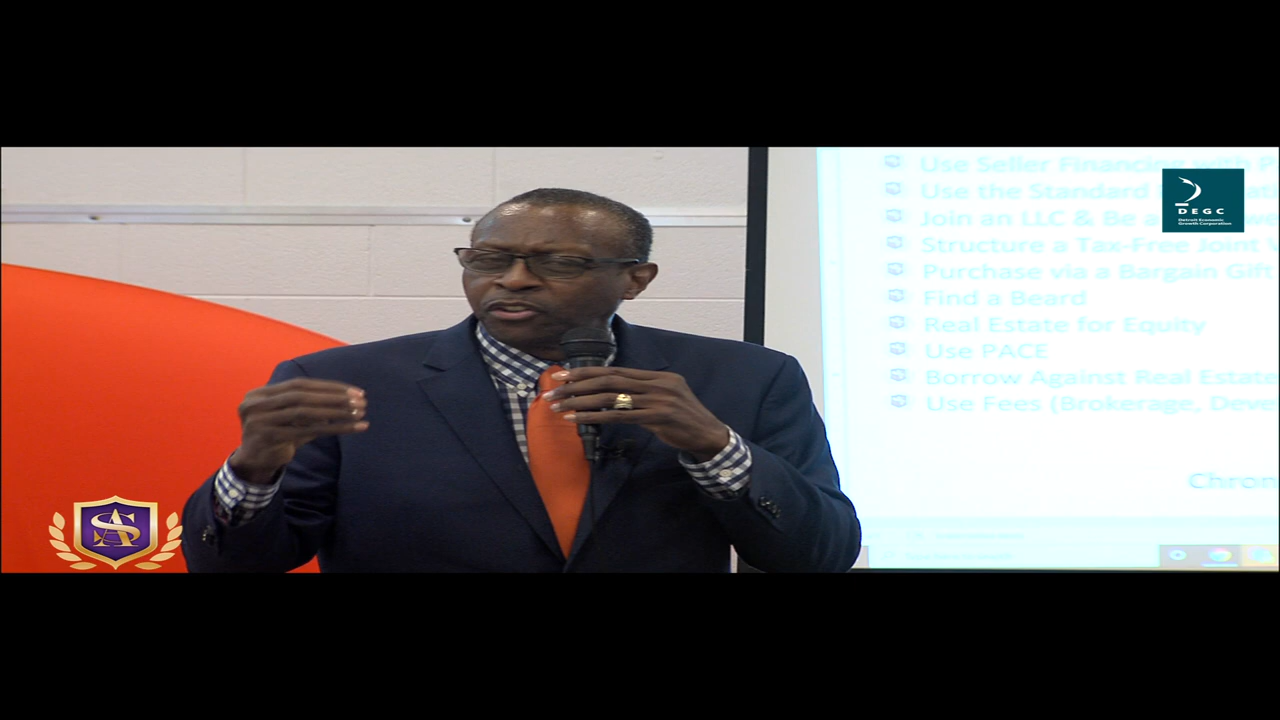 Use Seller Financing with P
Use the Standard
Join an LLC & Be a
Structure a Tax-Free Joint V
Purchase via a Bargain Gift
Find a Beard
Real Estate for Equity
Use PACE
Borrow Against Real Estate
Use Fees (Brokerage, Deve
Chron
DEGC
Detroit Economic
Growth Corporation
AS